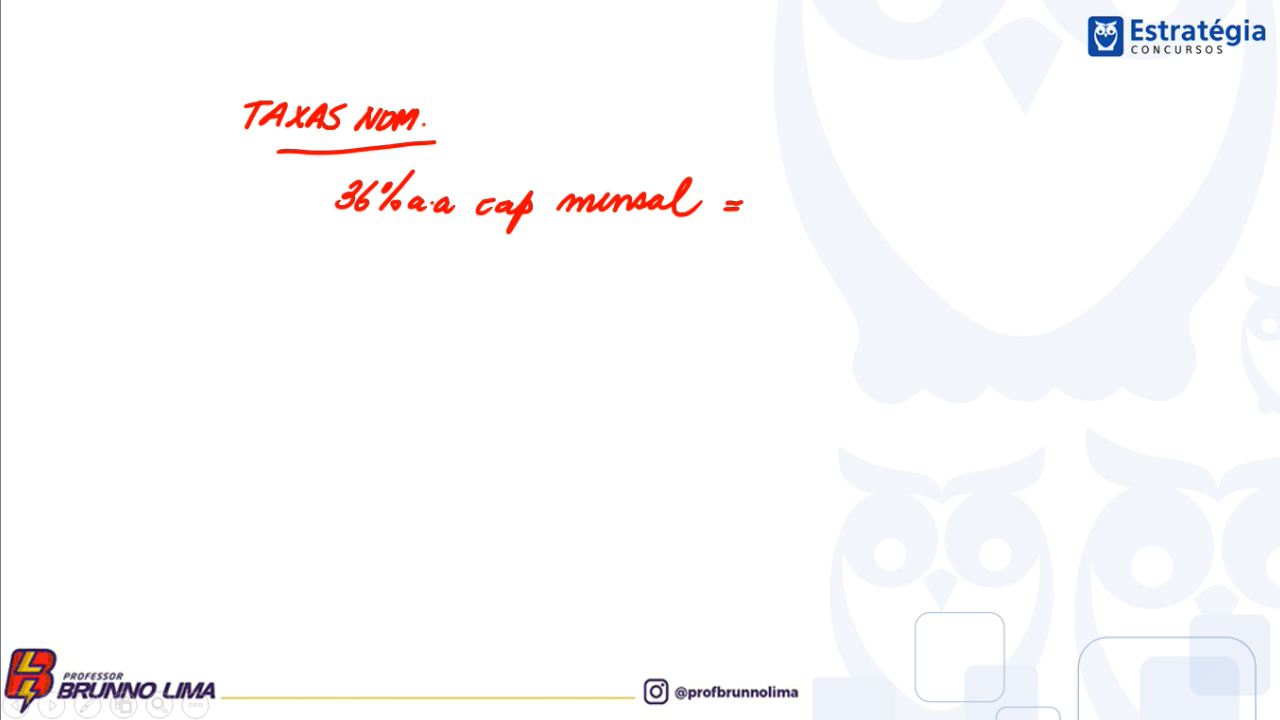 Estratégia
CONCURSOS
TAXAS NOM.
36% a.a cap mensal =
PROFESSOR
BRUNNO LIMA
@profbrunnolima